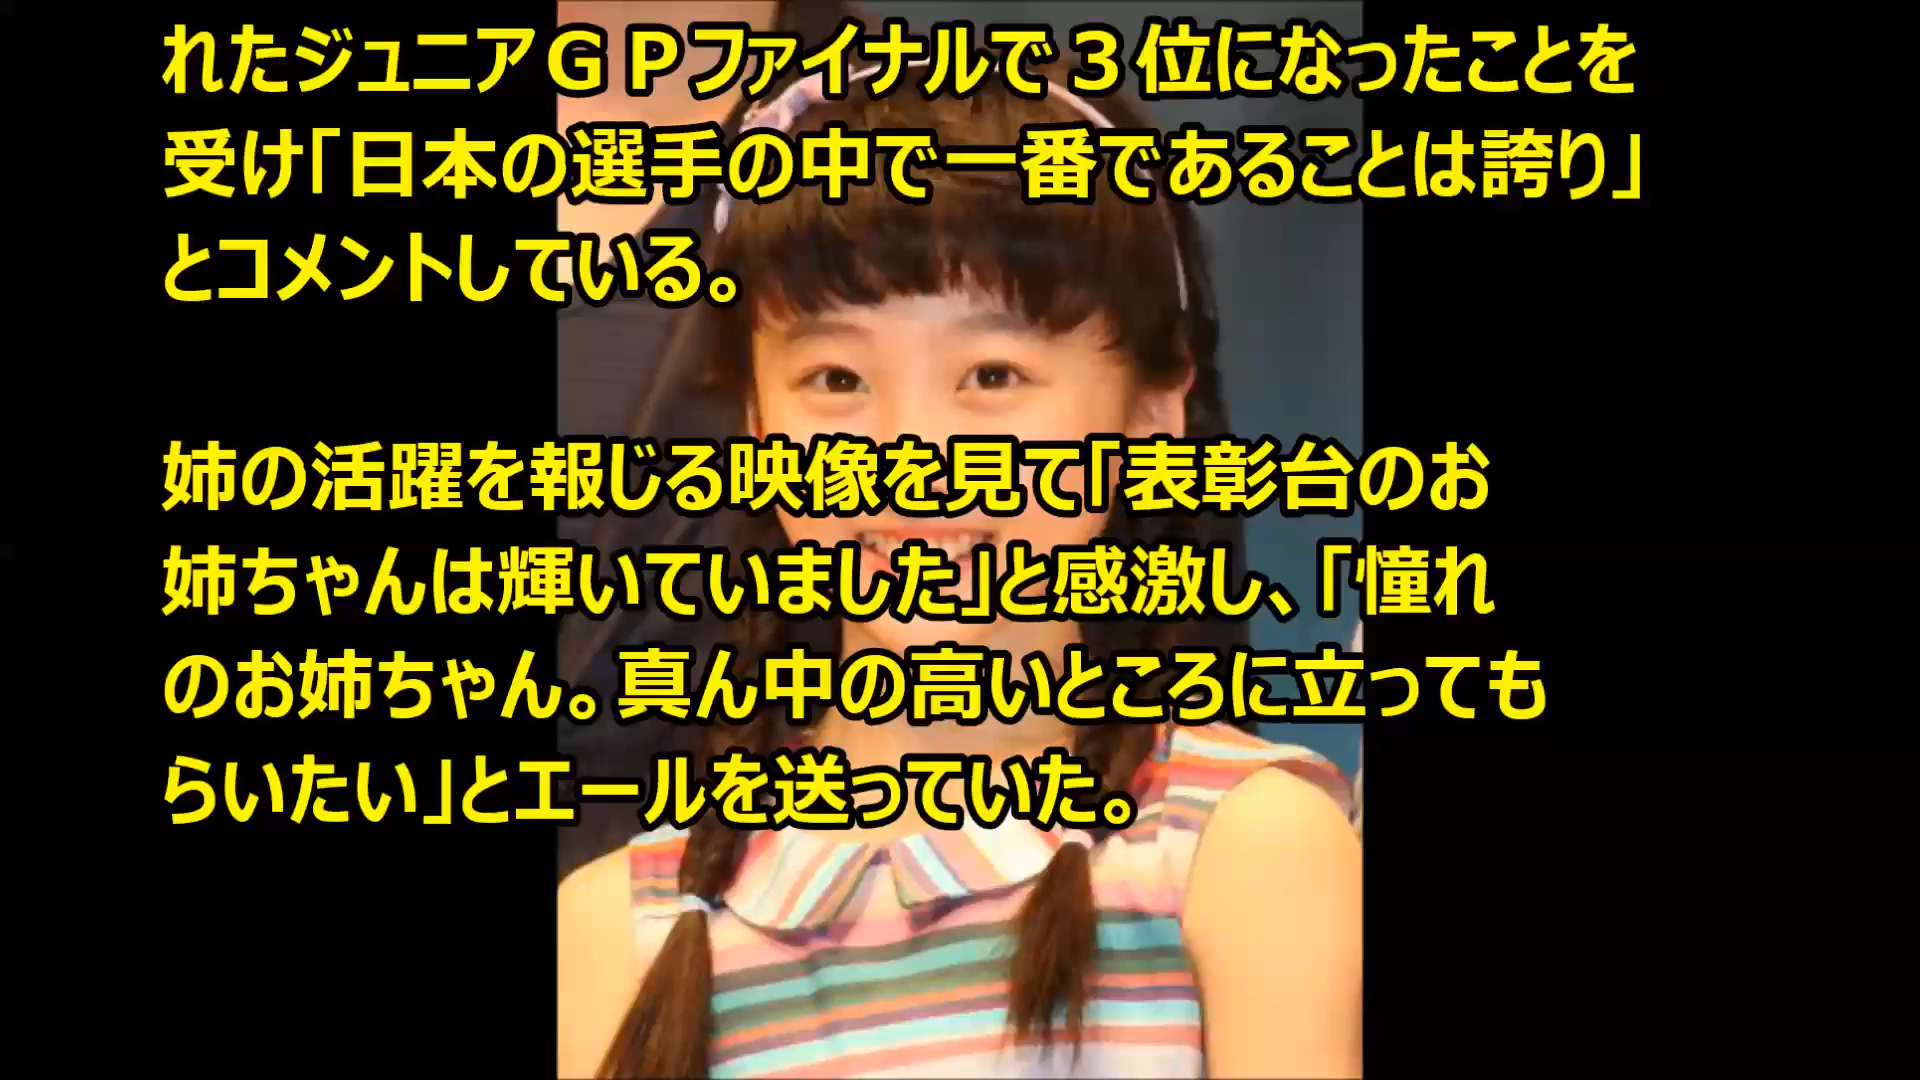 れたジュニアＧＰファイナルで３位になったことを
受け「日本の選手の中で一番であることは誇り」
とコメントしている。
姉の活躍を報じる映像を見て「表彰台のお
姉ちゃんは輝いていました」と感激し、「憧れ
のお姉ちゃん。真ん中の高いところに立っても
らいたい」とエールを送っていた。